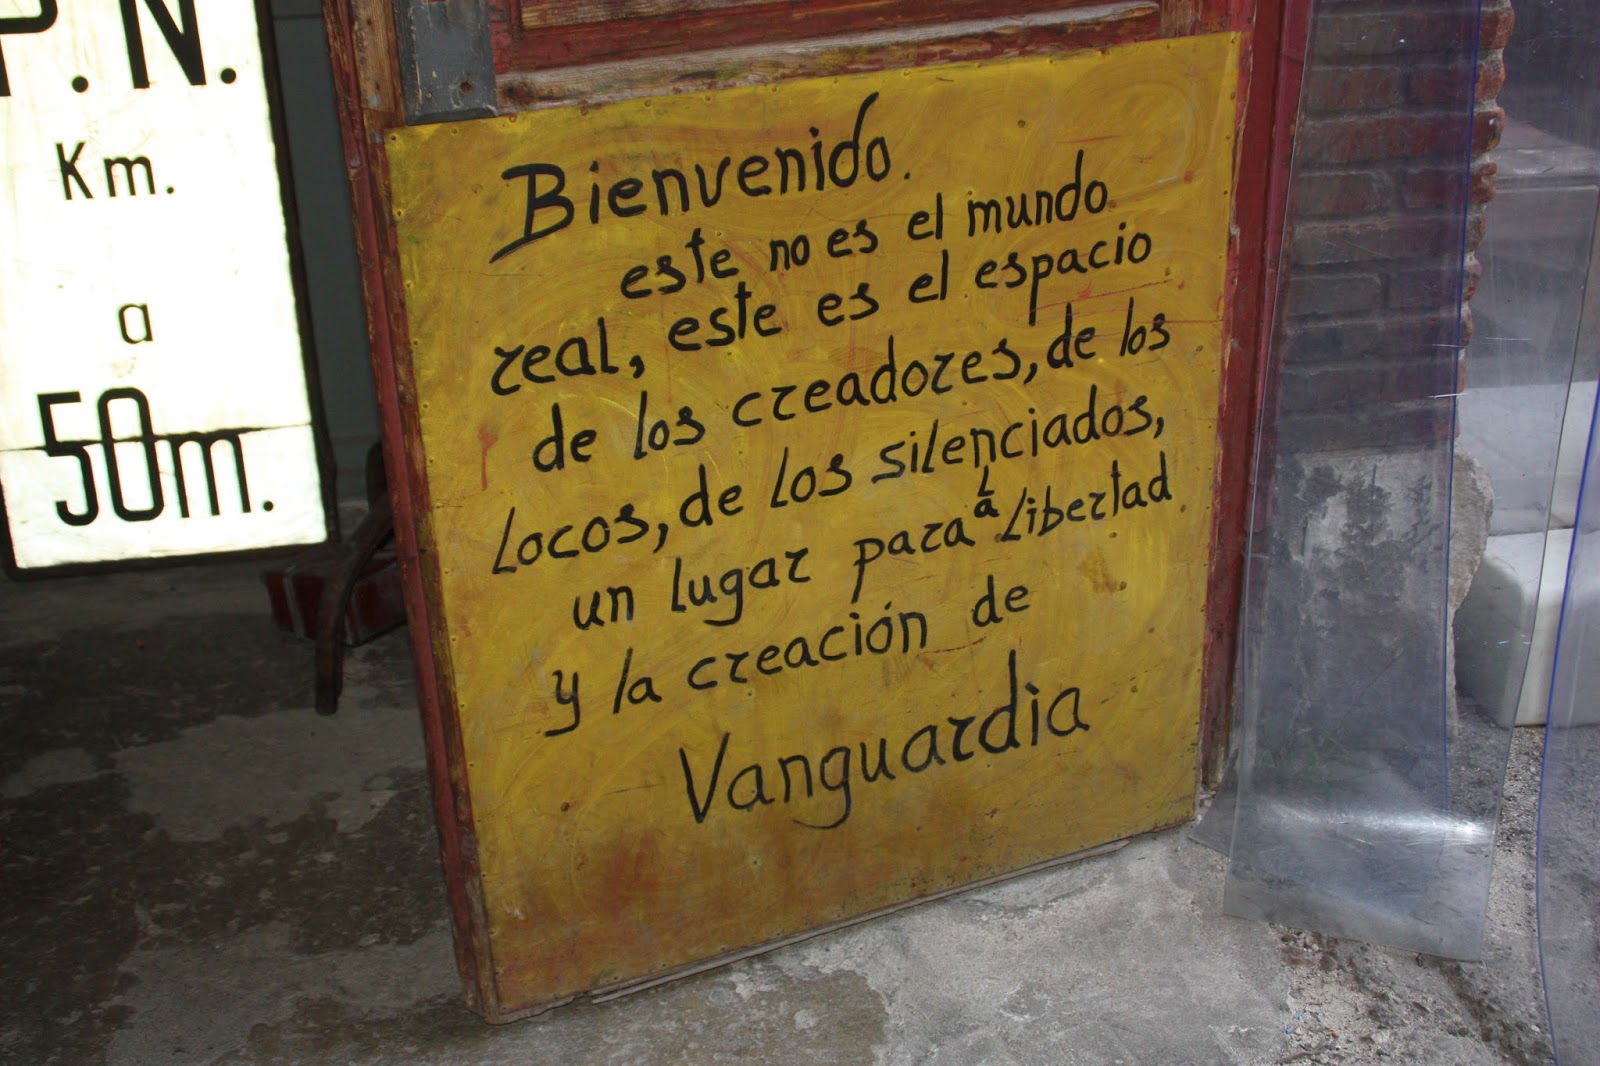 P.N.
Km.
a
50m.
Bienvenido.
este no es el mundo
real, este es el espacio
de los creadores, de los
locos, de los silenciados,
un lugar para la libertad
y la creación de
Vanguardia